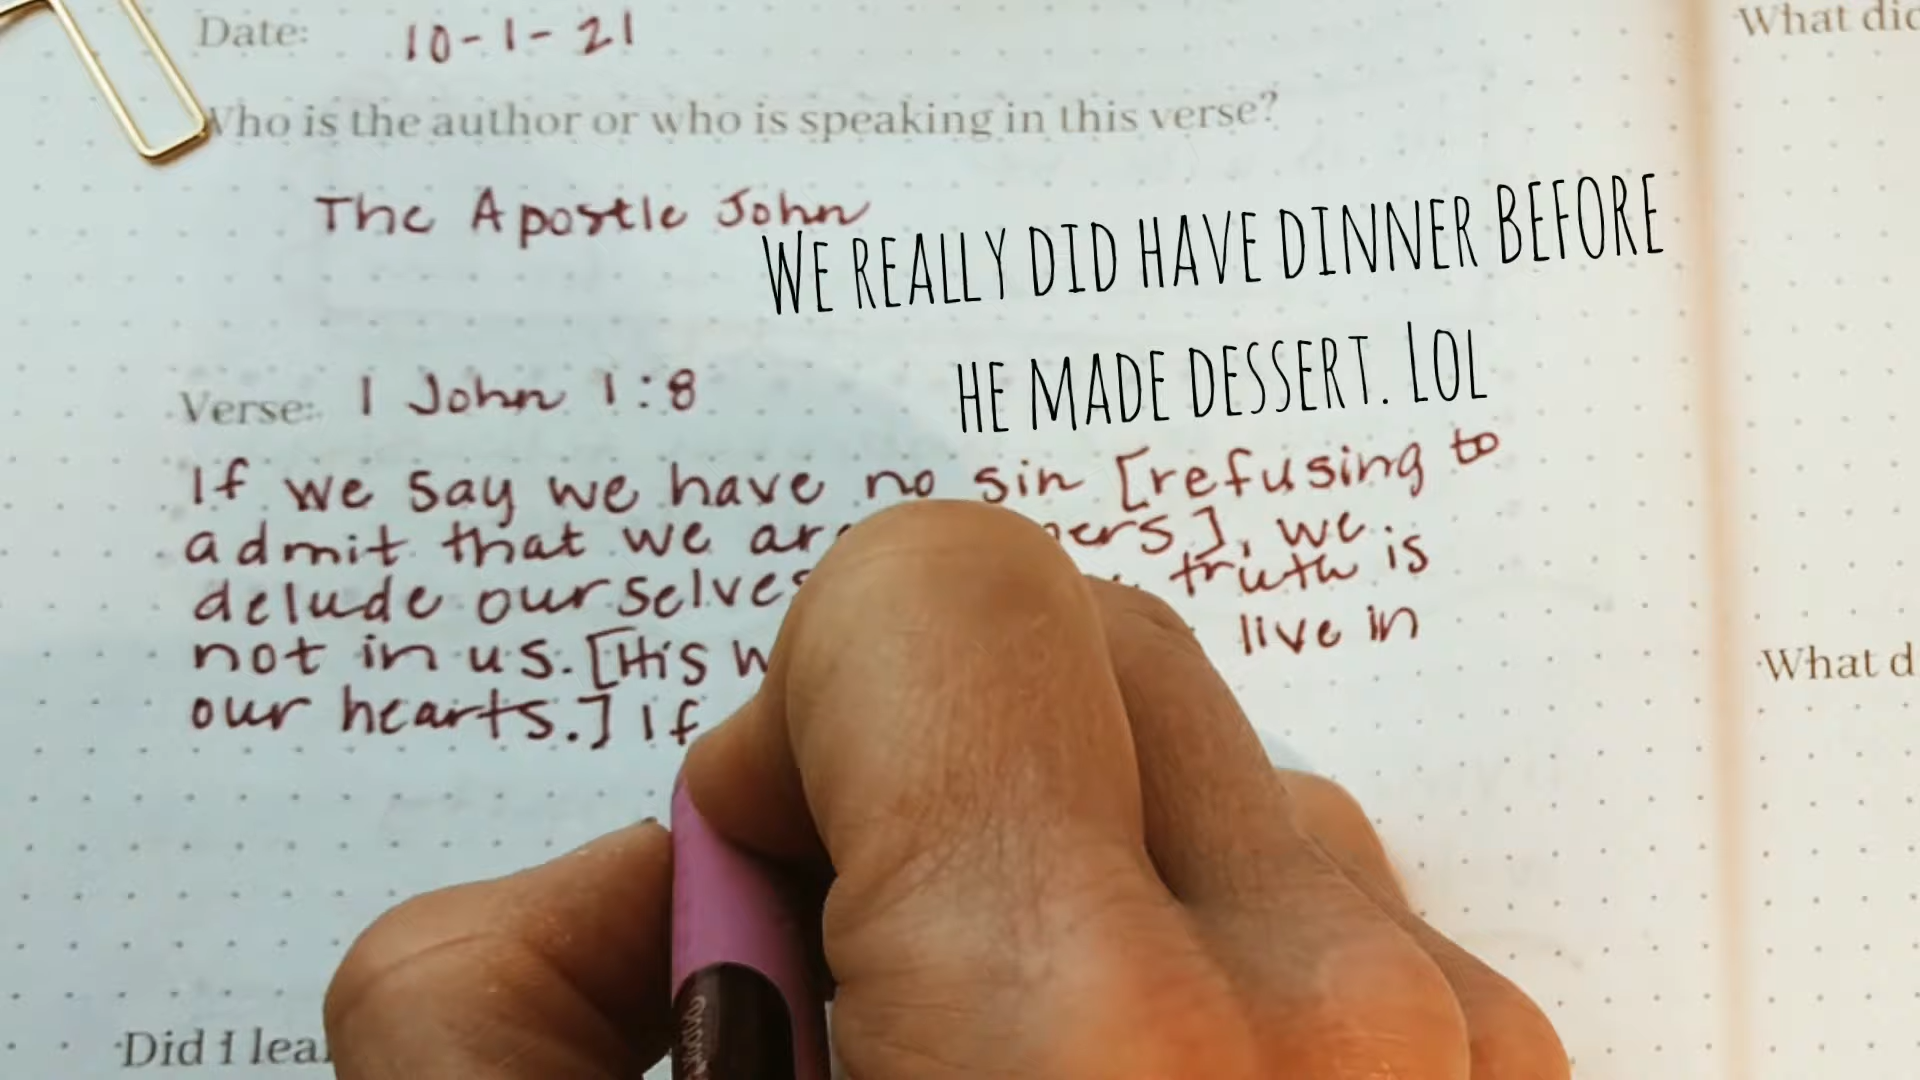 Date: 10-1-21
What did
Who is the author or who is speaking in this verse?
The Apostle John
We really did have dinner before
he made dessert. Lol
Verse: 1 John 1:8
If we say we have no sin [refusing to
admit that we are ners], we
delude ourselves truth is
not in us. [His live in
our hearts.] If
What d
Did I lea